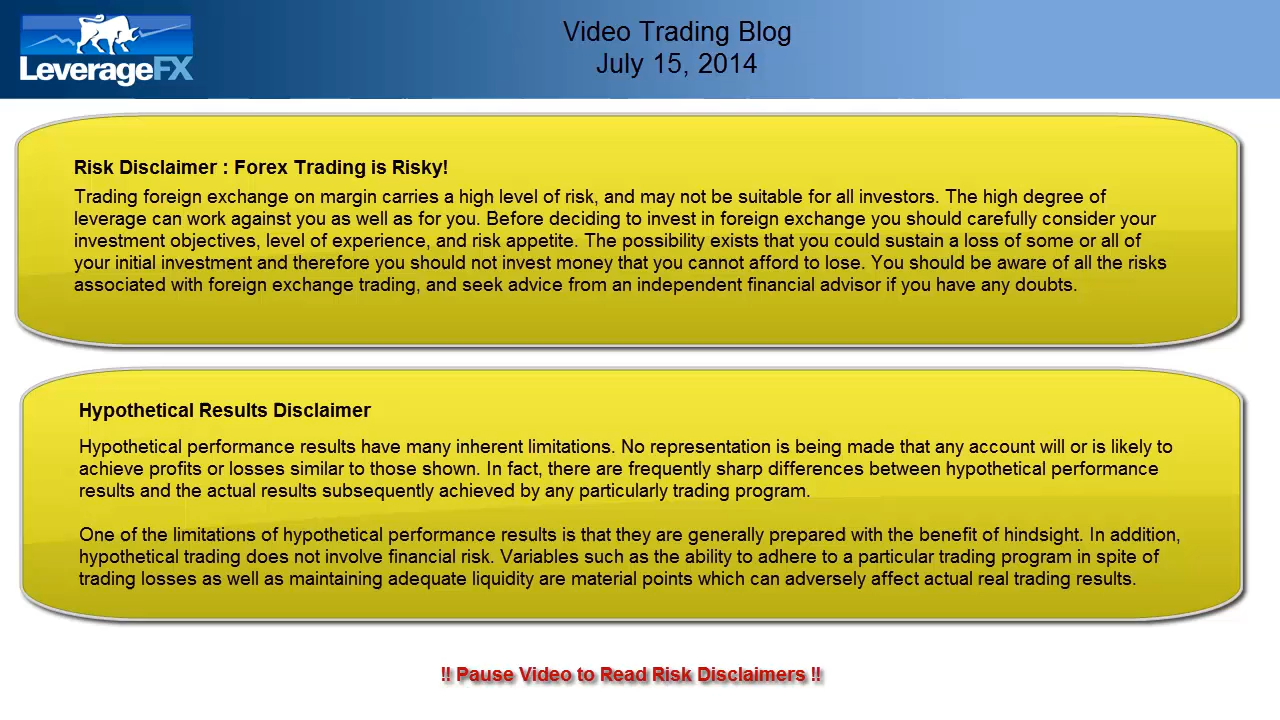 LeverageFX
Video Trading Blog
July 15, 2014
Risk Disclaimer : Forex Trading is Risky!
Trading foreign exchange on margin carries a high level of risk, and may not be suitable for all investors. The high degree of
leverage can work against you as well as for you. Before deciding to invest in foreign exchange you should carefully consider your
investment objectives, level of experience, and risk appetite. The possibility exists that you could sustain a loss of some or all of
your initial investment and therefore you should not invest money that you cannot afford to lose. You should be aware of all the risks
associated with foreign exchange trading, and seek advice from an independent financial advisor if you have any doubts.
Hypothetical Results Disclaimer
Hypothetical performance results have many inherent limitations. No representation is being made that any account will or is likely to
achieve profits or losses similar to those shown. In fact, there are frequently sharp differences between hypothetical performance
results and the actual results subsequently achieved by any particularly trading program.
One of the limitations of hypothetical performance results is that they are generally prepared with the benefit of hindsight. In addition,
hypothetical trading does not involve financial risk. Variables such as the ability to adhere to a particular trading program in spite of
trading losses as well as maintaining adequate liquidity are material points which can adversely affect actual real trading results.
!! Pause Video to Read Risk Disclaimers !!